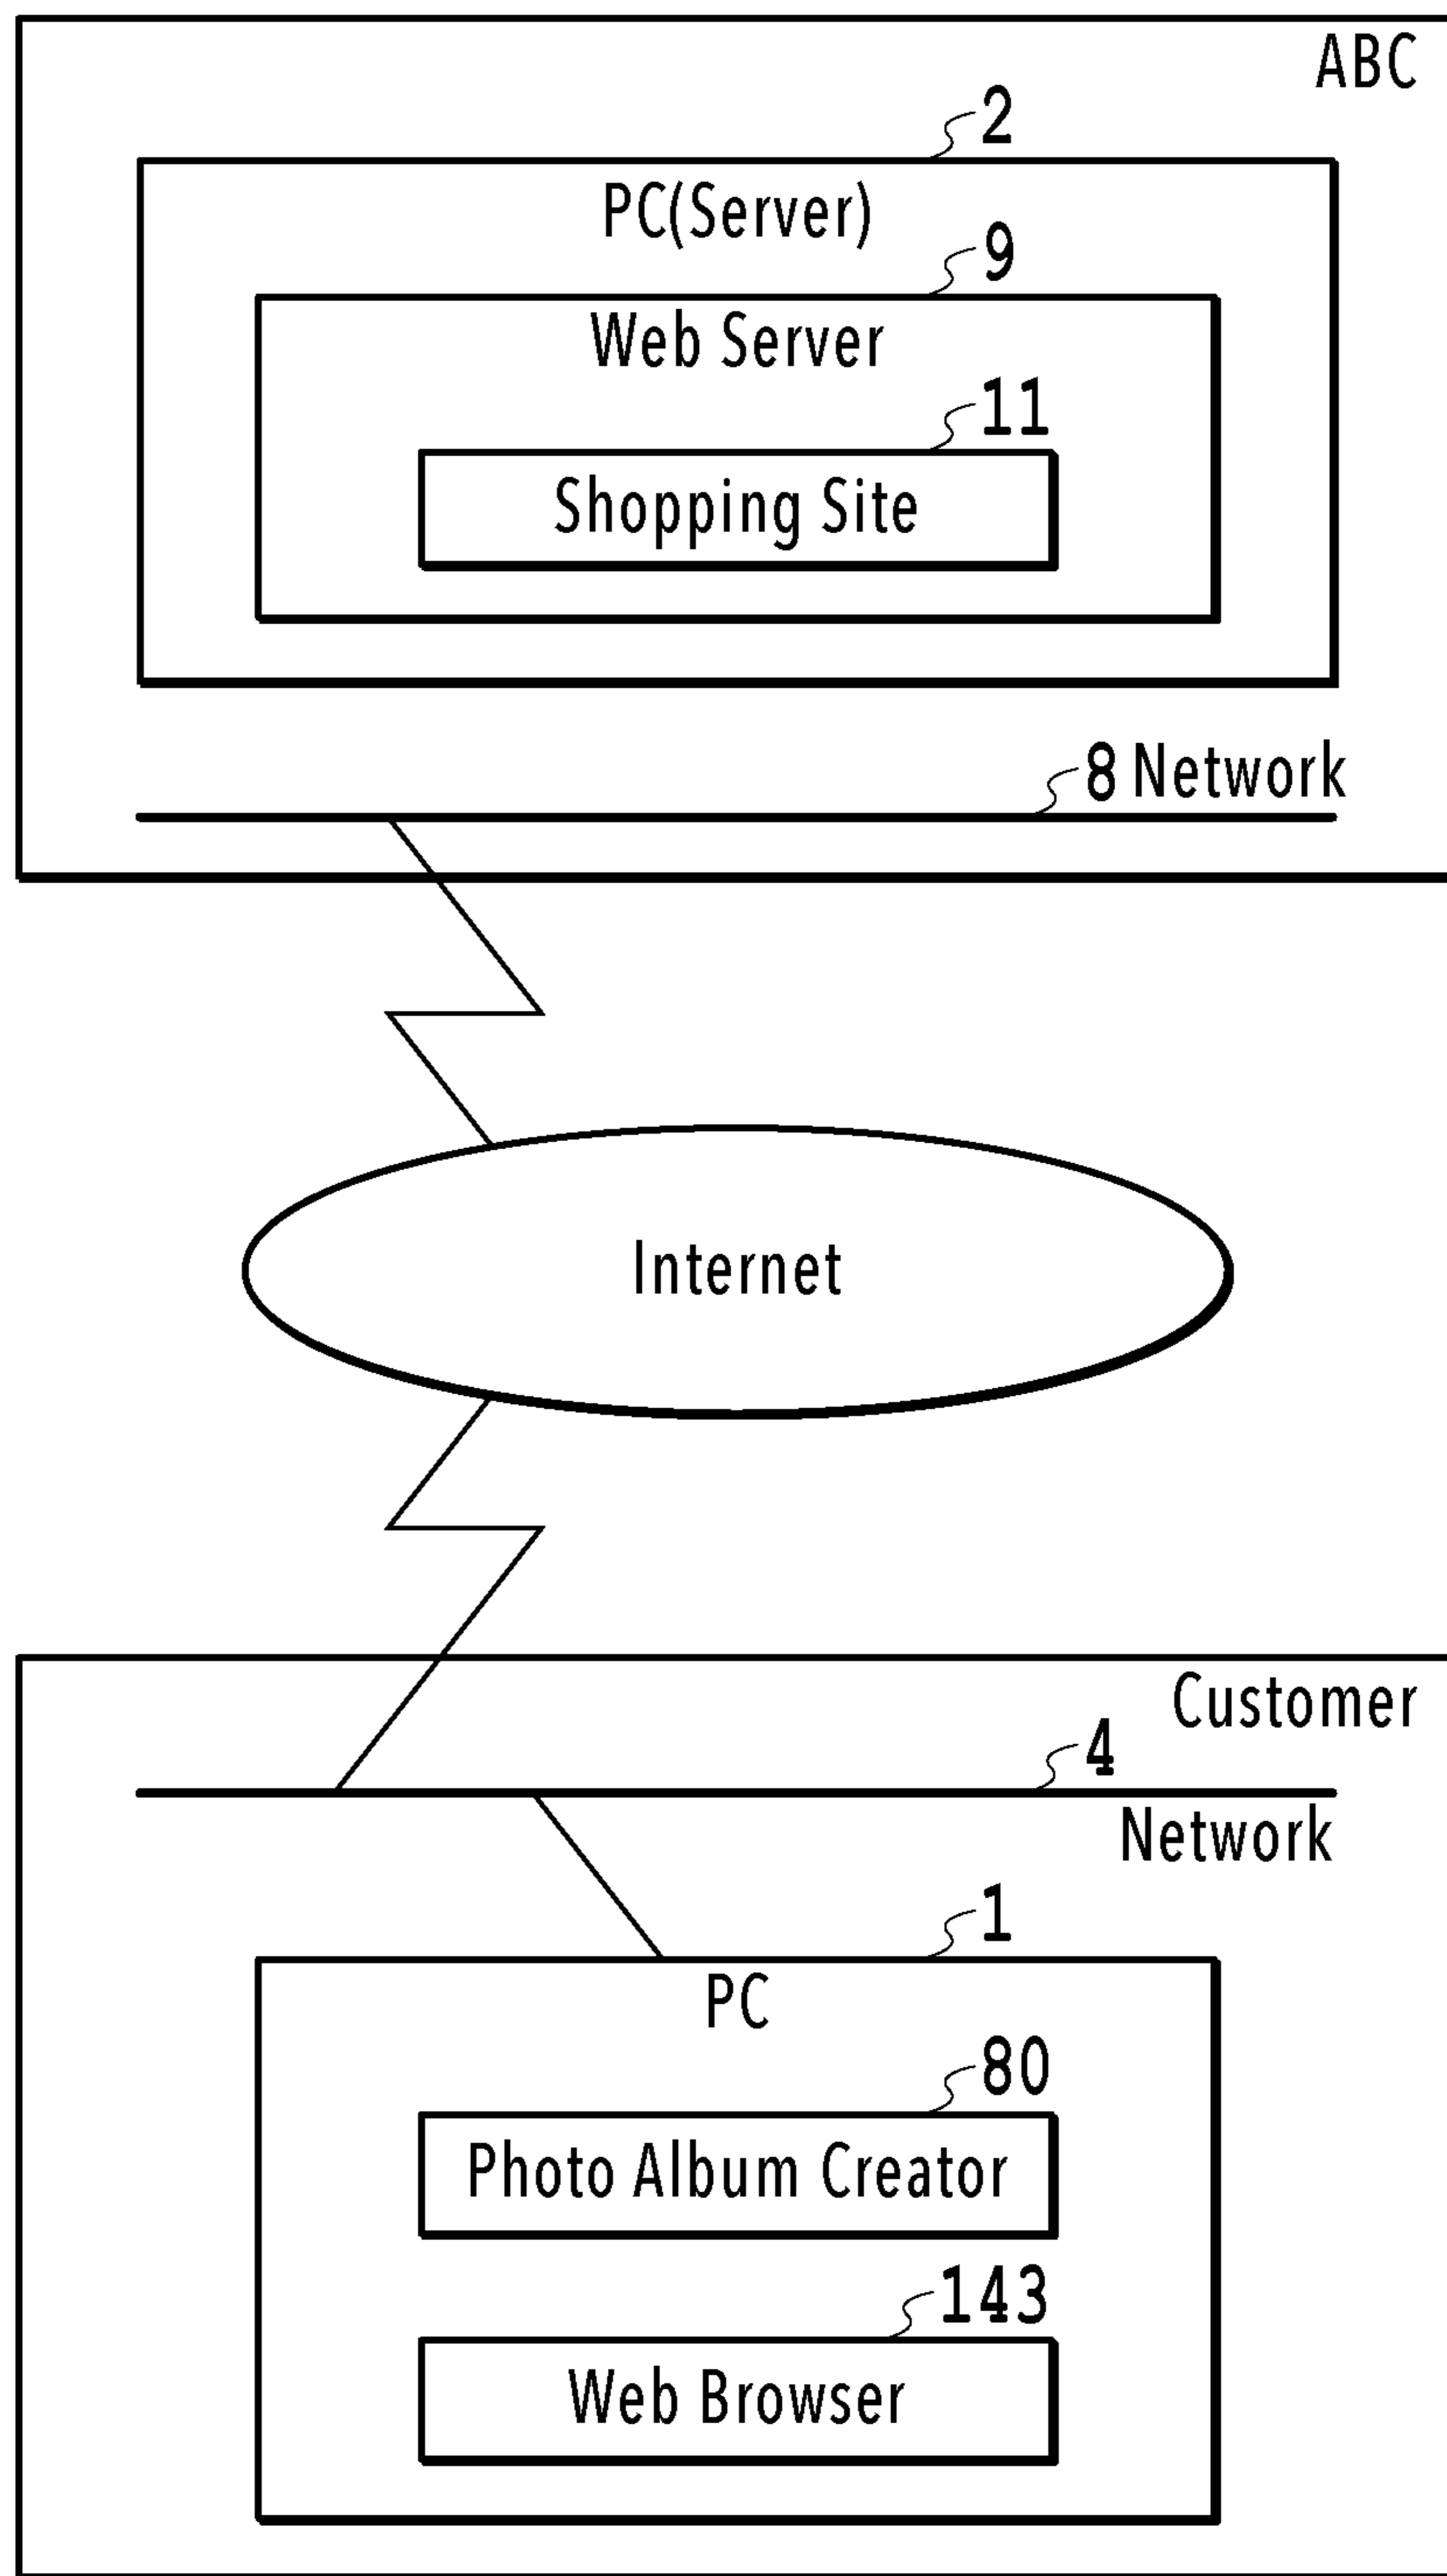 ABC
2
PC(Server)
9
Web Server
11
Shopping Site
8 Network
Internet
Customer
4
Network
1
PC
80
Photo Album Creator
143
Web Browser